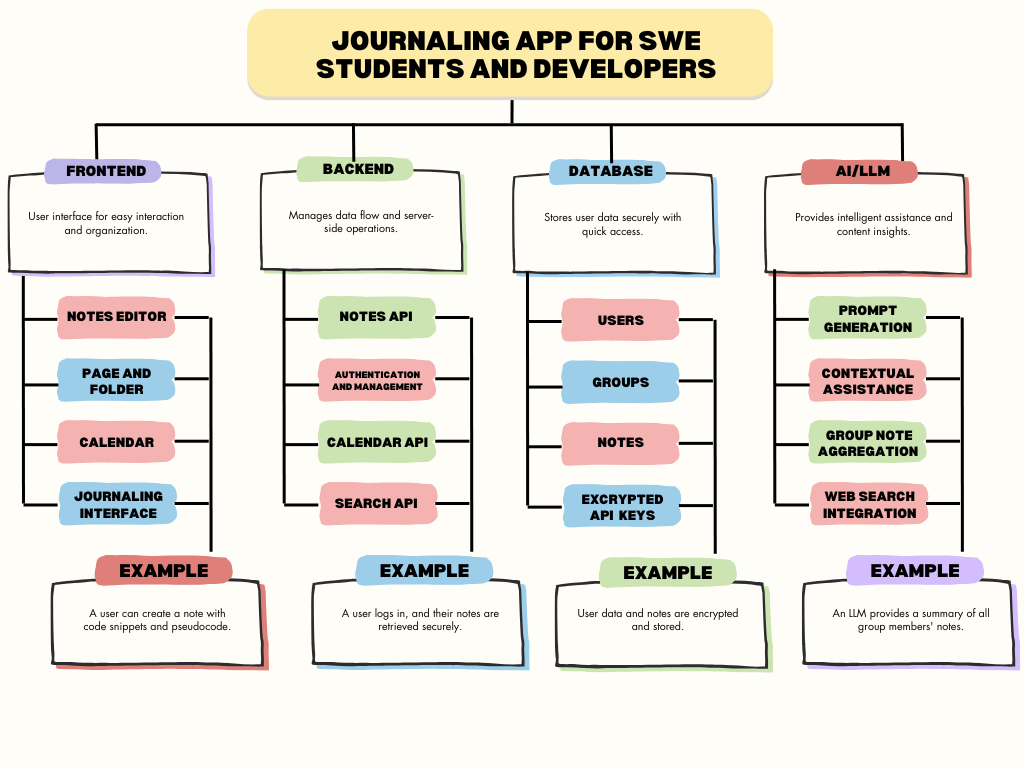 JOURNALING APP FOR SWE
STUDENTS AND DEVELOPERS
FRONTEND
User interface for easy interaction
and organization.
NOTES EDITOR
PAGE AND
FOLDER
CALENDAR
JOURNALING
INTERFACE
EXAMPLE
A user can create a note with
code snippets and pseudocode.
BACKEND
Manages data flow and server-
side operations.
NOTES API
AUTHENTICATION
AND MANAGEMENT
CALENDAR API
SEARCH API
EXAMPLE
A user logs in, and their notes are
retrieved securely.
DATABASE
Stores user data securely with
quick access.
USERS
GROUPS
NOTES
EXCRYPTED
API KEYS
EXAMPLE
User data and notes are encrypted
and stored.
AI/LLM
Provides intelligent assistance and
content insights.
PROMPT
GENERATION
CONTEXTUAL
ASSISTANCE
GROUP NOTE
AGGREGATION
WEB SEARCH
INTEGRATION
EXAMPLE
An LLM provides a summary of all
group members' notes.